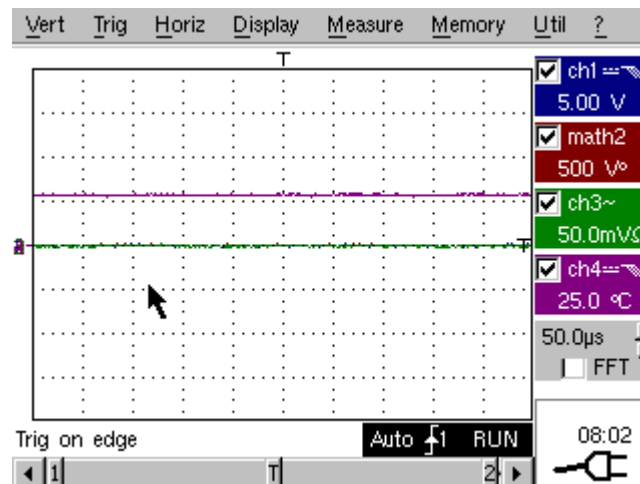 Vert Trig Horiz Display Measure Memory Util ?
T
ch1
5.00 V
math2
500 V°
ch3~
50.0mVΩ
T
ch4
25.0 °C
50.0µs
FFT
Trig on edge
Auto 1 RUN
08:02
1 T 2